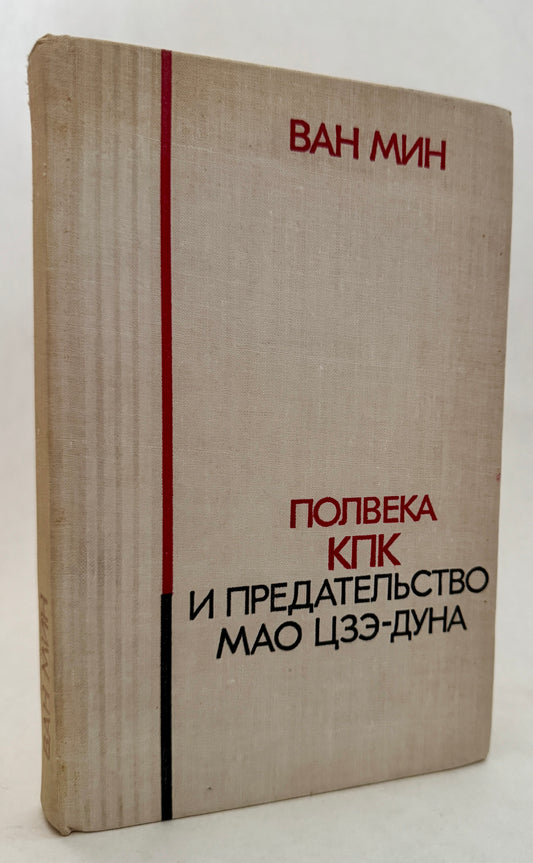 ВАН МИН
ПОЛВЕКА
КПК
И ПРЕДАТЕЛЬСТВО
МАО ЦЗЭ-ДУНА
ВАН МИН